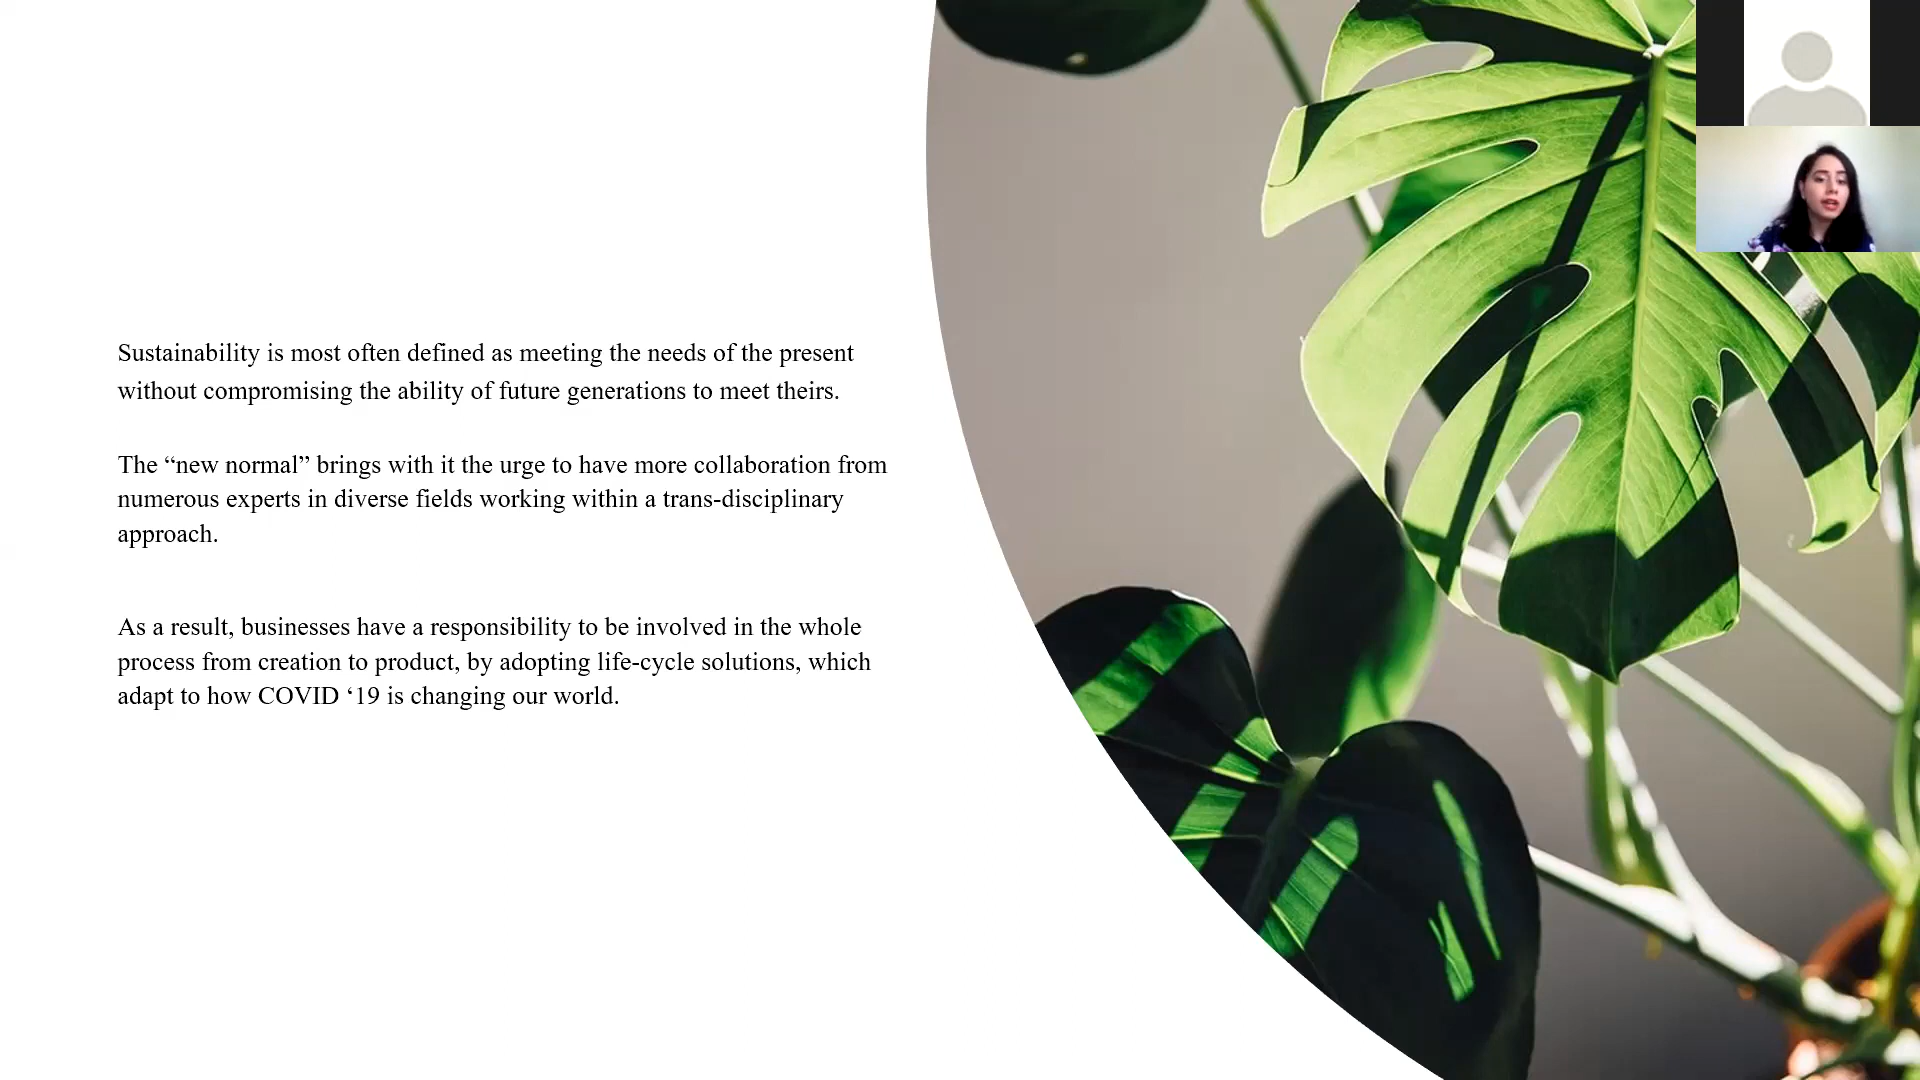 Sustainability is most often defined as meeting the needs of the present
without compromising the ability of future generations to meet theirs.
The “new normal” brings with it the urge to have more collaboration from
numerous experts in diverse fields working within a trans-disciplinary
approach.
As a result, businesses have a responsibility to be involved in the whole
process from creation to product, by adopting life-cycle solutions, which
adapt to how COVID ‘19 is changing our world.